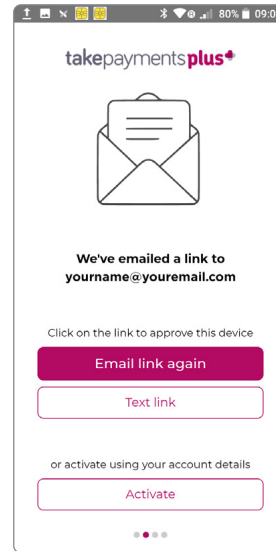 80% 09:0
takepaymentsplus
We've emailed a link to
yourname@youremail.com
Click on the link to approve this device
Email link again
Text link
or activate using your account details
Activate